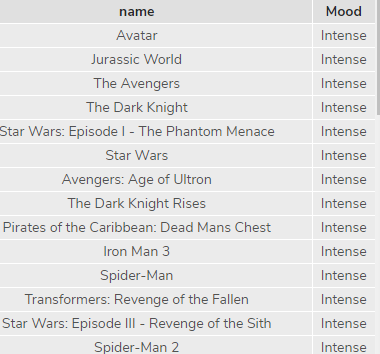 name Mood
Avatar Intense
Jurassic World Intense
The Avengers Intense
The Dark Knight Intense
Star Wars: Episode I - The Phantom Menace Intense
Star Wars Intense
Avengers: Age of Ultron Intense
The Dark Knight Rises Intense
Pirates of the Caribbean: Dead Mans Chest Intense
Iron Man 3 Intense
Spider-Man Intense
Transformers: Revenge of the Fallen Intense
Star Wars: Episode III - Revenge of the Sith Intense
Spider-Man 2 Intense